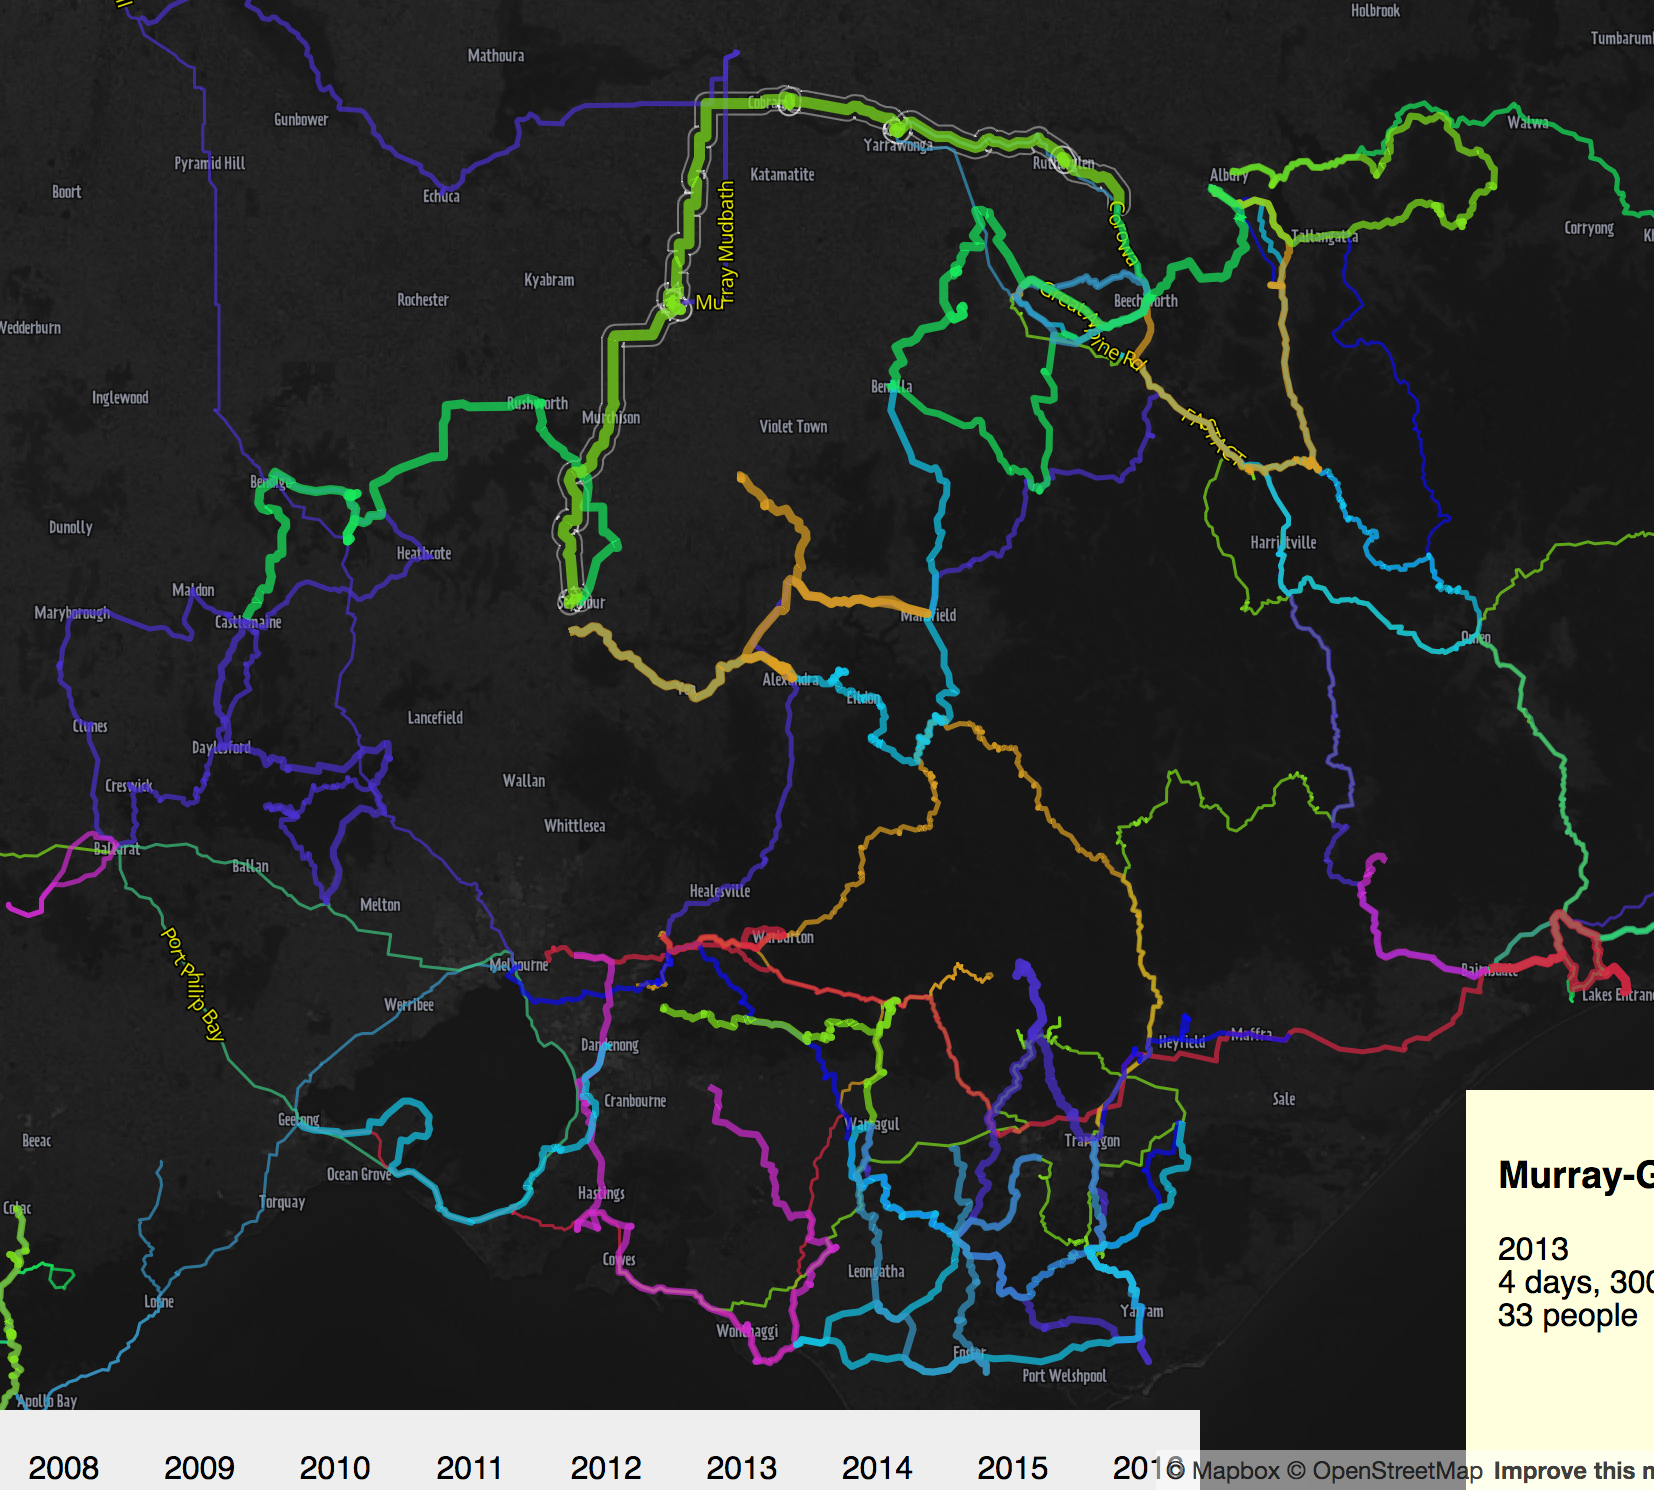 Holbrook
Tumbarum
Mathoura
Gunbower
Cobram
Walwa
Pyramid Hill
Yarrawonga
Rutherglen
Katamatite
Albury
Boort
Echuca
Tray Mudbath
Corowa
Corryong
Tallangatta
Kyabram
Rochester
Mu
Great Alpine Rd
Beechworth
Wedderburn
Benalla
Inglewood
Rushworth
Murchison
Violet Town
FASTACT
Bendigo
Dunolly
Heathcote
Harrietville
Maldon
Seymour
Maryborough
Castlemaine
Mansfield
Omeo
Yea
Alexandra
Eildon
Lancefield
Clunes
Daylesford
Creswick
Wallan
Whittlesea
Ballarat
Ballan
Healesville
Melton
Warburton
Port Phillip Bay
Melbourne
Bairnsdale
Lakes Entran
Werribee
Dandenong
Heyfield
Maffra
Cranbourne
Sale
Geelong
Warragul
Beeac
Traralgon
Ocean Grove
Murray-G
Colac
Torquay
Hastings
2013
Cowes
Leongatha
4 days, 300
Lorne
Yarram
33 people
Wonthaggi
Foster
Port Welshpool
Apollo Bay
2008 2009 2010 2011 2012 2013 2014 2015 2016
© Mapbox © OpenStreetMap Improve this m